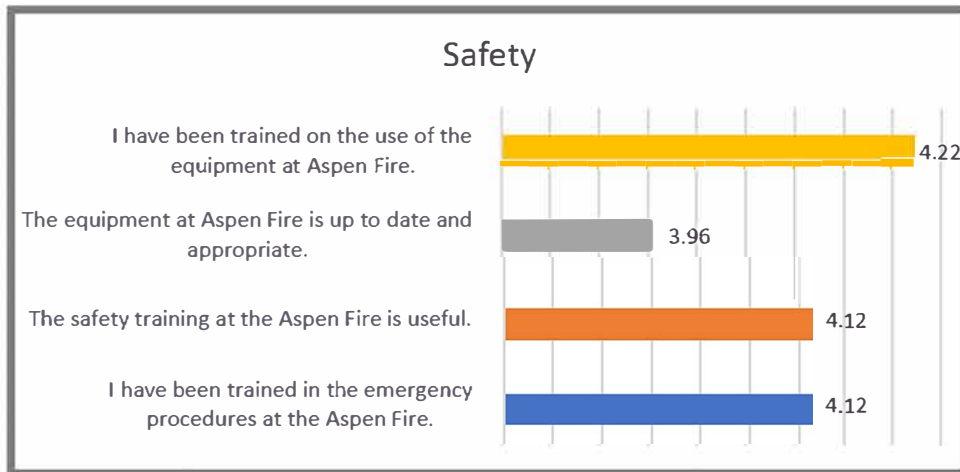 Safety
I have been trained on the use of the
equipment at Aspen Fire.
4.22
The equipment at Aspen Fire is up to date and
appropriate.
3.96
The safety training at the Aspen Fire is useful.
4.12
I have been trained in the emergency
procedures at the Aspen Fire.
4.12